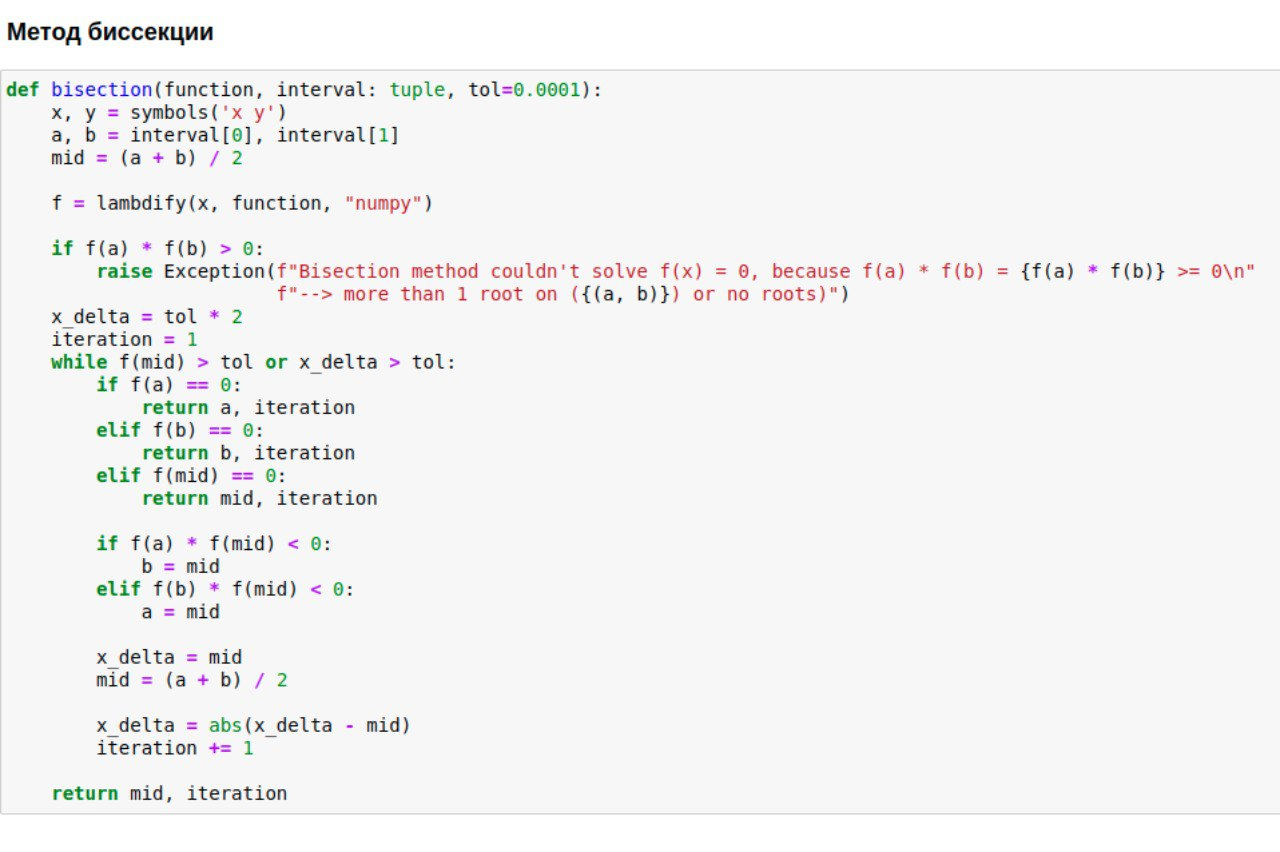 Метод биссекции
def bisection(function, interval: tuple, tol=0.0001):
    x, y = symbols('x y')
    a, b = interval[0], interval[1]
    mid = (a + b) / 2

    f = lambdify(x, function, "numpy")

    if f(a) * f(b) > 0:
        raise Exception(f"Bisection method couldn't solve f(x) = 0, because f(a) * f(b) = {f(a) * f(b)} >= 0\n"
                        f"--> more than 1 root on ({(a, b)}) or no roots)")
    x_delta = tol * 2
    iteration = 1
    while f(mid) > tol or x_delta > tol:
        if f(a) == 0:
            return a, iteration
        elif f(b) == 0:
            return b, iteration
        elif f(mid) == 0:
            return mid, iteration

        if f(a) * f(mid) < 0:
            b = mid
        elif f(b) * f(mid) < 0:
            a = mid

        x_delta = mid
        mid = (a + b) / 2

        x_delta = abs(x_delta - mid)
        iteration += 1

    return mid, iteration